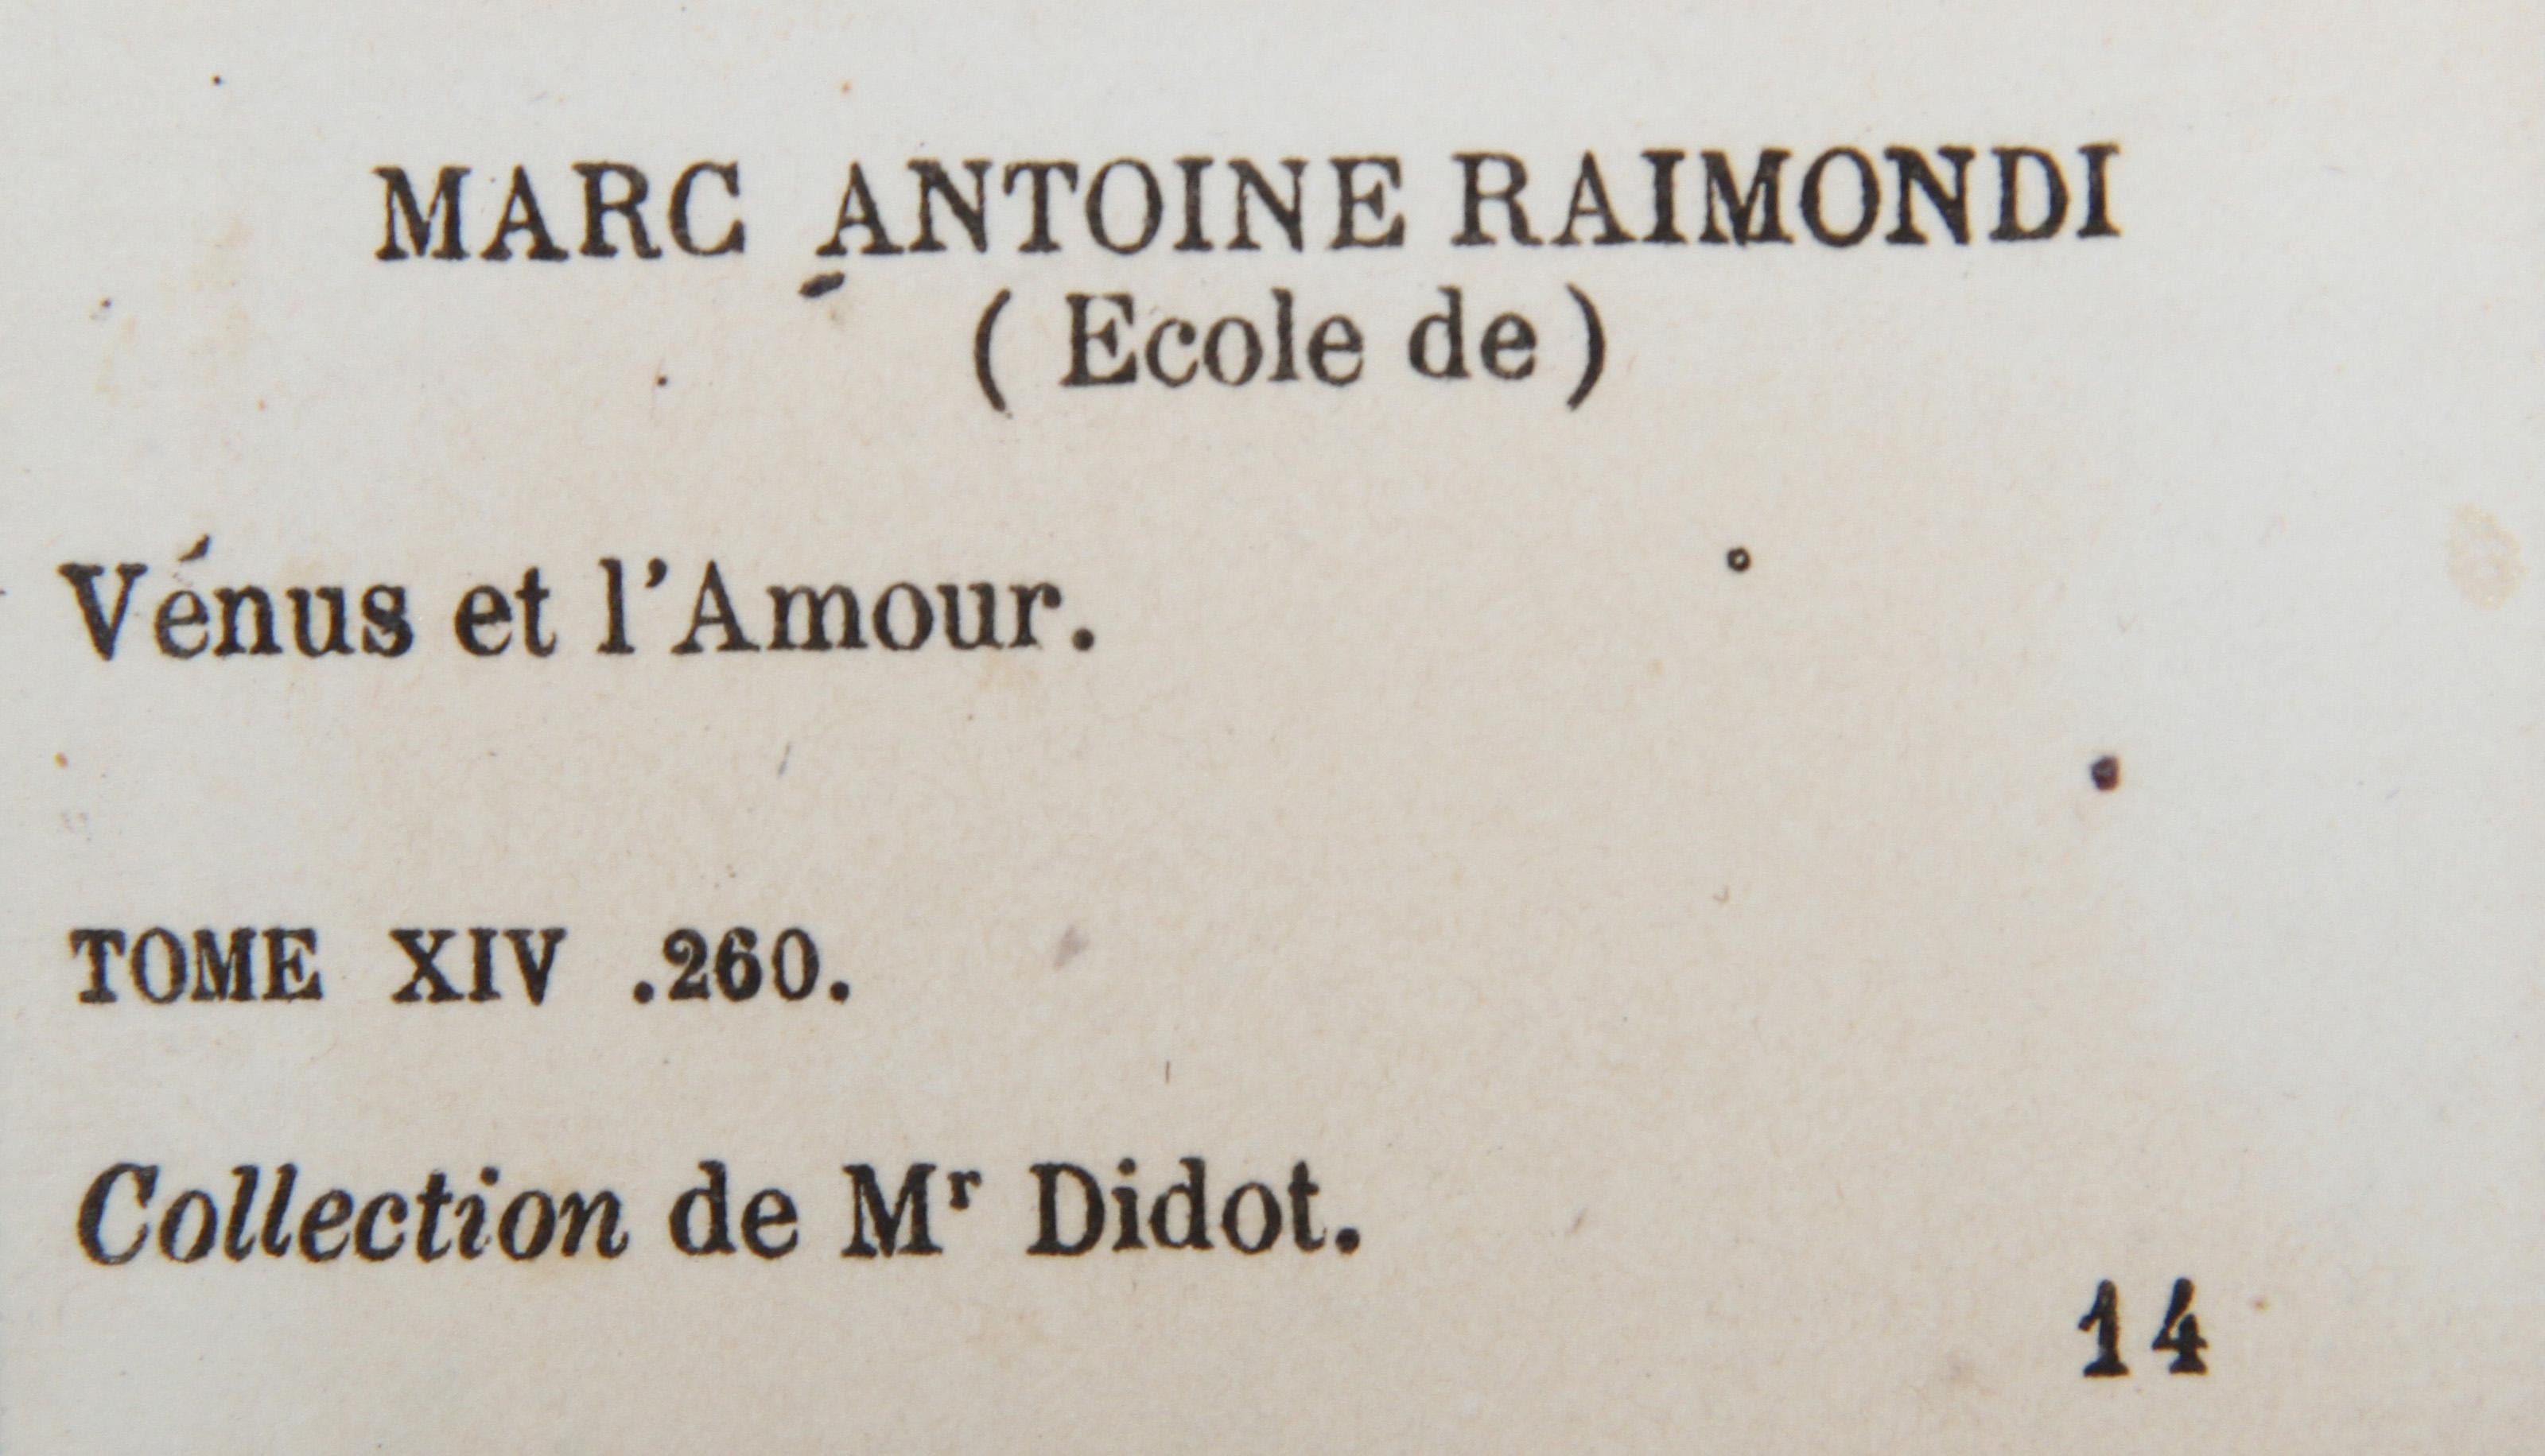 MARC ANTOINE RAIMONDI
( Ecole de )
Vénus et l'Amour.
TOME XIV .260.
Collection de Mr Didot.
14